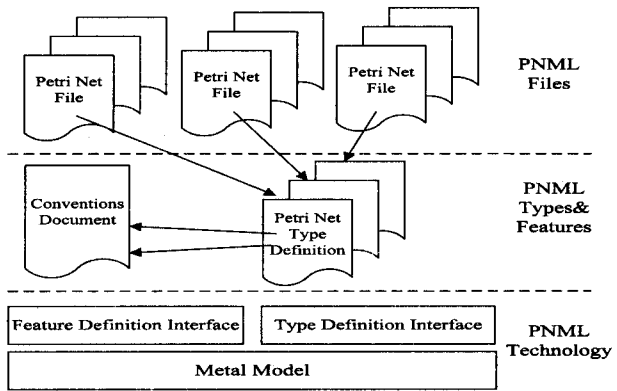 Petri Net
File
Petri Net
File
Petri Net
File
PNML
Files
Conventions
Document
Petri Net
Type
Definition
PNML
Types&
Features
Feature Definition Interface
Type Definition Interface
PNML
Technology
Metal Model